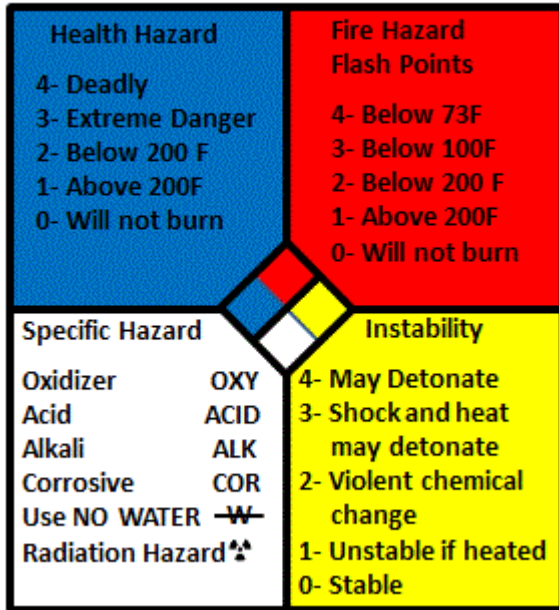 Health Hazard
4- Deadly
3- Extreme Danger
2- Below 200 F
1- Above 200F
0- Will not burn
Fire Hazard
Flash Points
4- Below 73F
3- Below 100F
2- Below 200 F
1- Above 200F
0- Will not burn
Specific Hazard
Oxidizer OXY
Acid ACID
Alkali ALK
Corrosive COR
Use NO WATER W
Radiation Hazard
Instability
4- May Detonate
3- Shock and heat
may detonate
2- Violent chemical
change
1- Unstable if heated
0- Stable